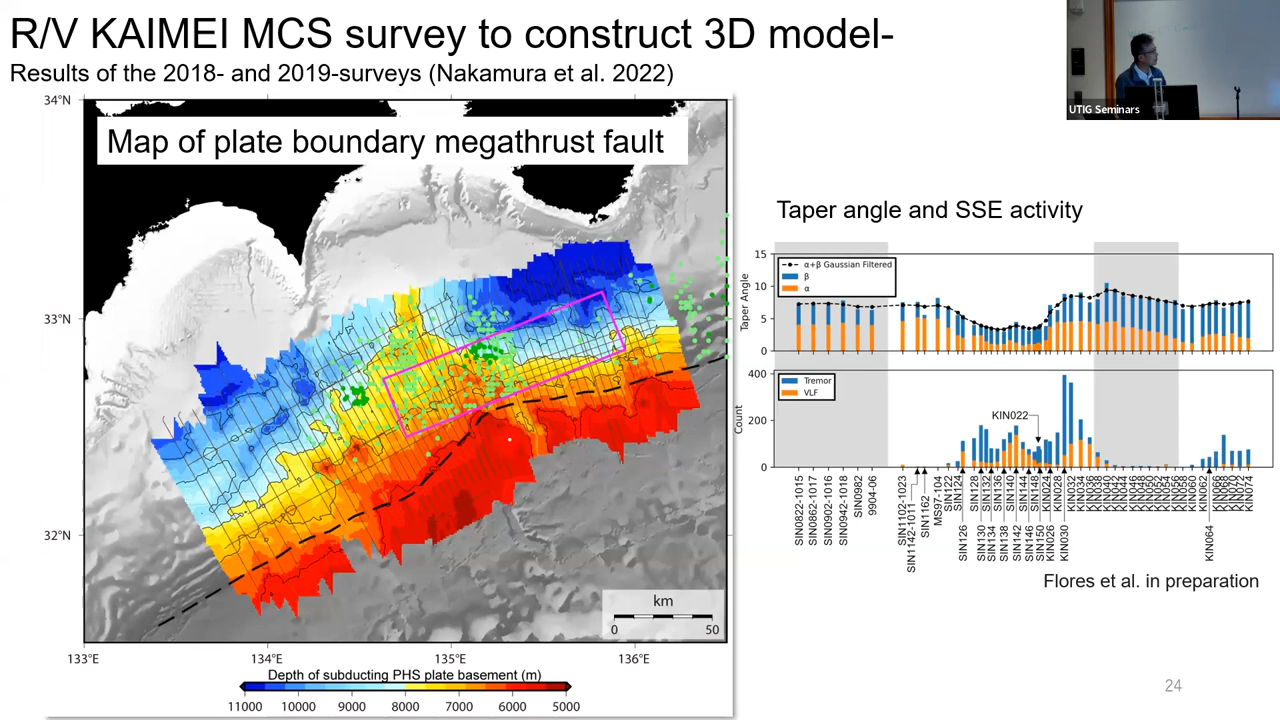 R/V KAIMEI MCS survey to construct 3D model-
Results of the 2018- and 2019-surveys (Nakamura et al. 2022)
UTIG Seminars
34°N
33°N
32°N
133°E
134°E
135°E
136°E
Map of plate boundary megathrust fault
km
0
50
Depth of subducting PHS plate basement (m)
11000 10000 9000 8000 7000 6000 5000
Taper angle and SSE activity
Taper Angle
15
10
5
0
α+β Gaussian Filtered
β
α
Count
400
200
0
Tremor
VLF
KIN022
SIN0822-1015
SIN0862-1017
SIN0902-1016
SIN0942-1018
SIN0982
9904-06
SIN1102-1023
SIN1142-1011
SIN1162
MS97-104
SIN122
SIN124
SIN126
SIN128
SIN130
SIN132
SIN134
SIN136
SIN138
SIN140
SIN142
SIN144
SIN146
SIN148
SIN150
KIN024
KIN026
KIN028
KIN030
KIN032
KIN034
KIN036
KIN038
KIN040
KIN042
KIN044
KIN046
KIN048
KIN050
KIN052
KIN054
KIN056
KIN058
KIN060
KIN062
KIN064
KIN066
KIN068
KIN070
KIN072
KIN074
Flores et al. in preparation
24